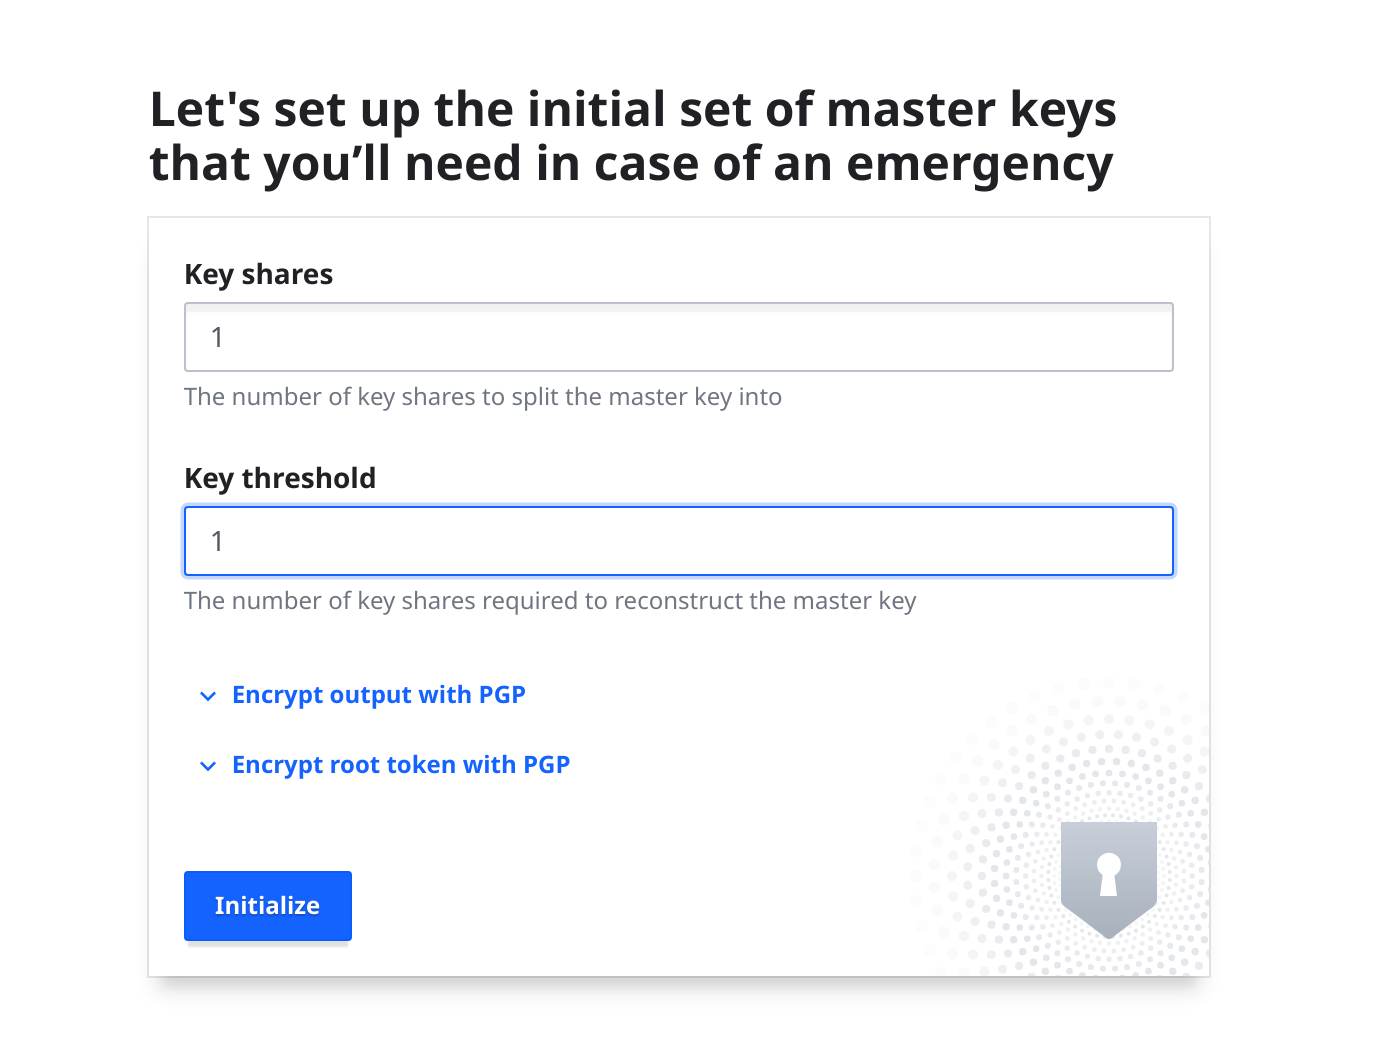 Let's set up the initial set of master keys
that you’ll need in case of an emergency
Key shares
1
The number of key shares to split the master key into
Key threshold
1
The number of key shares required to reconstruct the master key
Encrypt output with PGP
Encrypt root token with PGP
Initialize